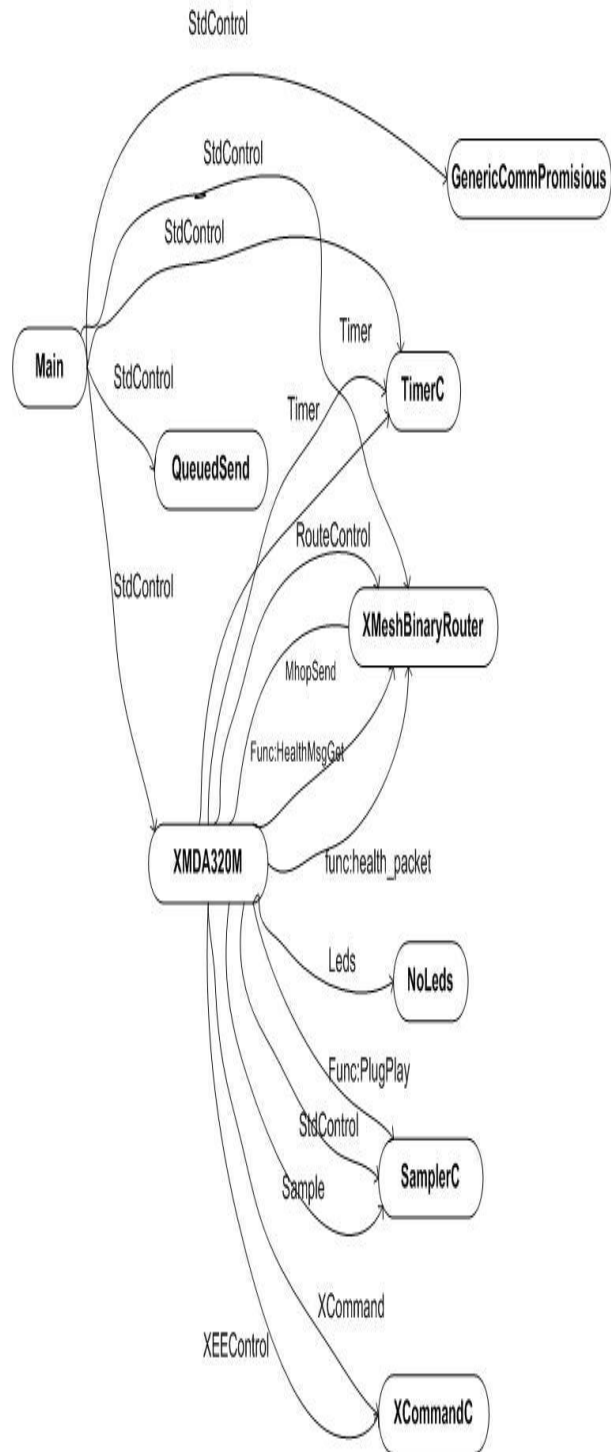 StdControl
StdControl
GenericCommPromisious
StdControl
Timer
Main
TimerC
StdControl
Timer
QueuedSend
RouteControl
StdControl
XMeshBinaryRouter
MhopSend
Func:HealthMsgGet
XMDA320M
func:health_packet
Leds
NoLeds
Func:PlugPlay
StdControl
SamplerC
Sample
XCommand
XEEControl
XCommandC